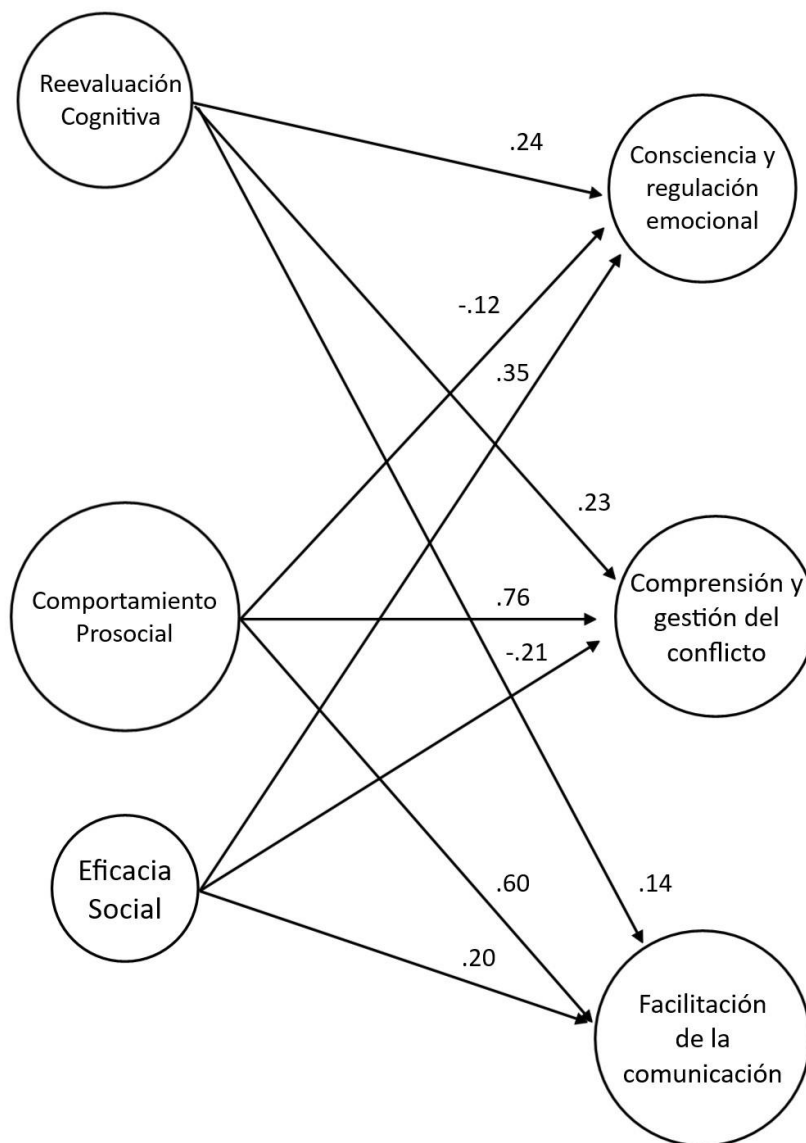 Reevaluación
Cognitiva
.24
Consciencia y
regulación
emocional
-.12
.35
.23
Comportamiento
Prosocial
.76
-.21
Comprensión y
gestión del
conflicto
Eficacia
Social
.60
.14
.20
Facilitación
de la
comunicación